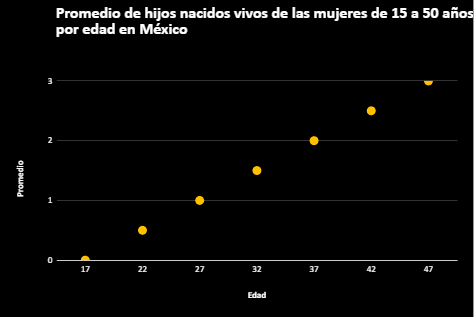 Promedio de hijos nacidos vivos de las mujeres de 15 a 50 años
por edad en México
3
2
1
0
Promedio
17 22 27 32 37 42 47
Edad